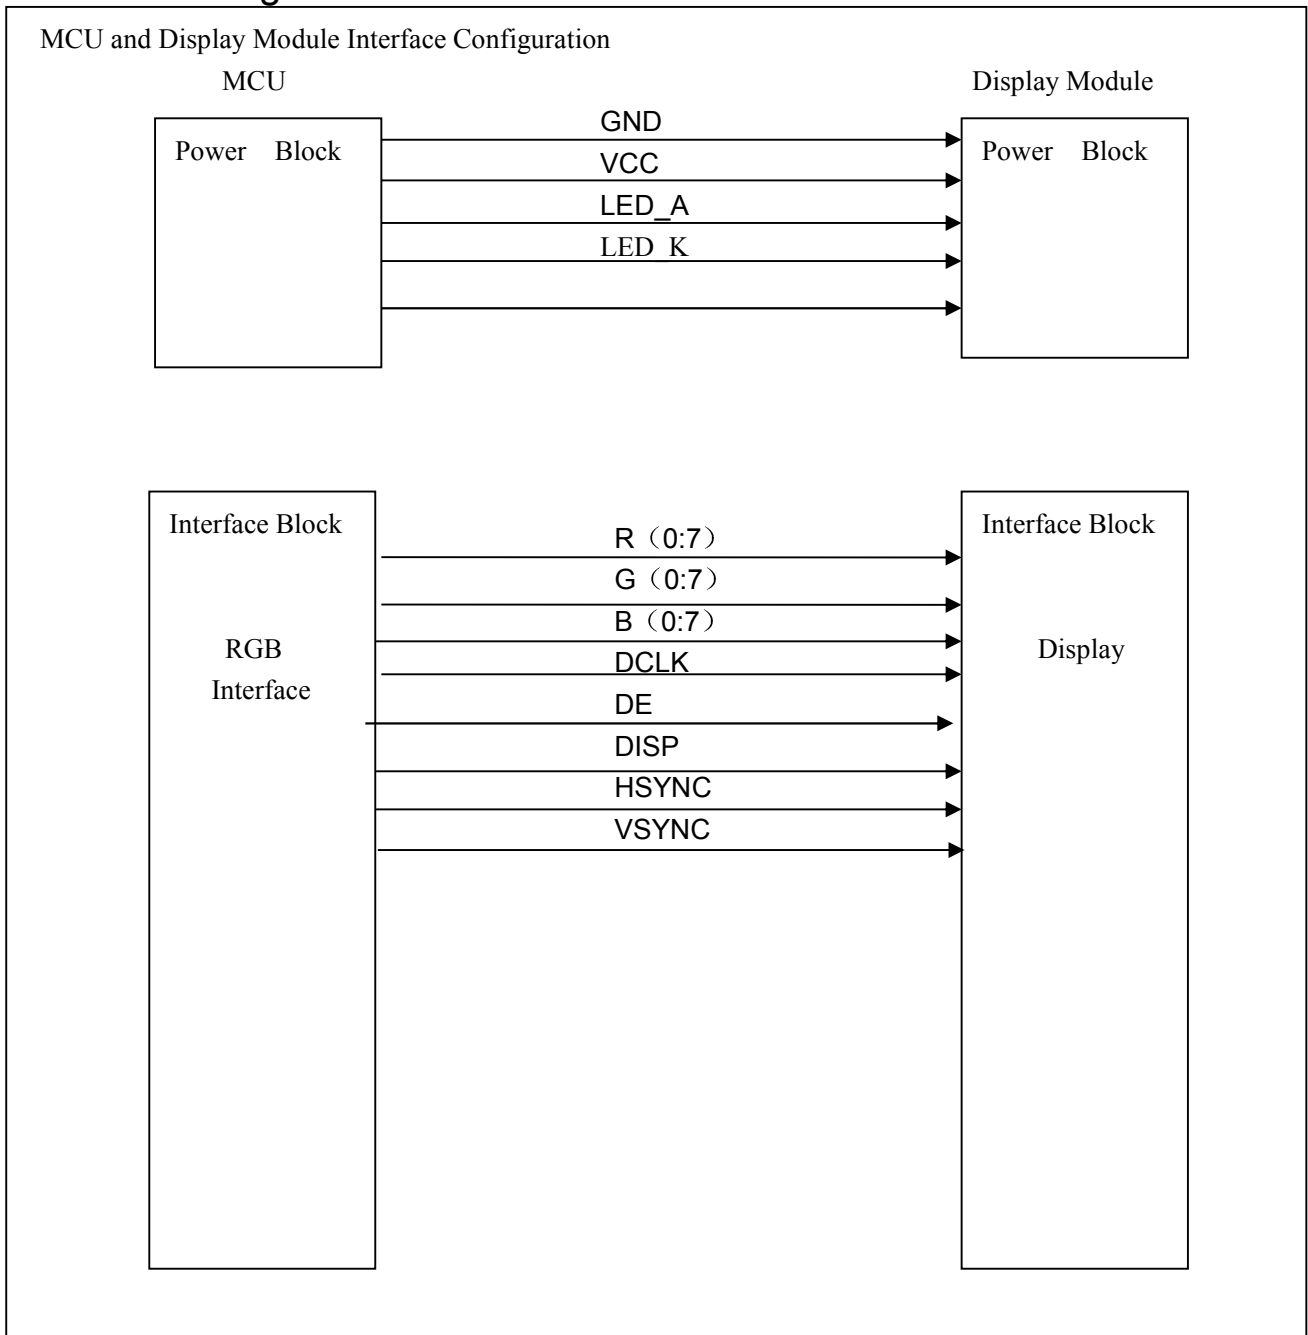 MCU and Display Module Interface Configuration
MCU
Display Module
Power Block
GND
VCC
LED_A
LED_K
Power Block
Interface Block
RGB
Interface
R（0:7）
G（0:7）
B（0:7）
DCLK
DE
DISP
HSYNC
VSYNC
Interface Block
Display